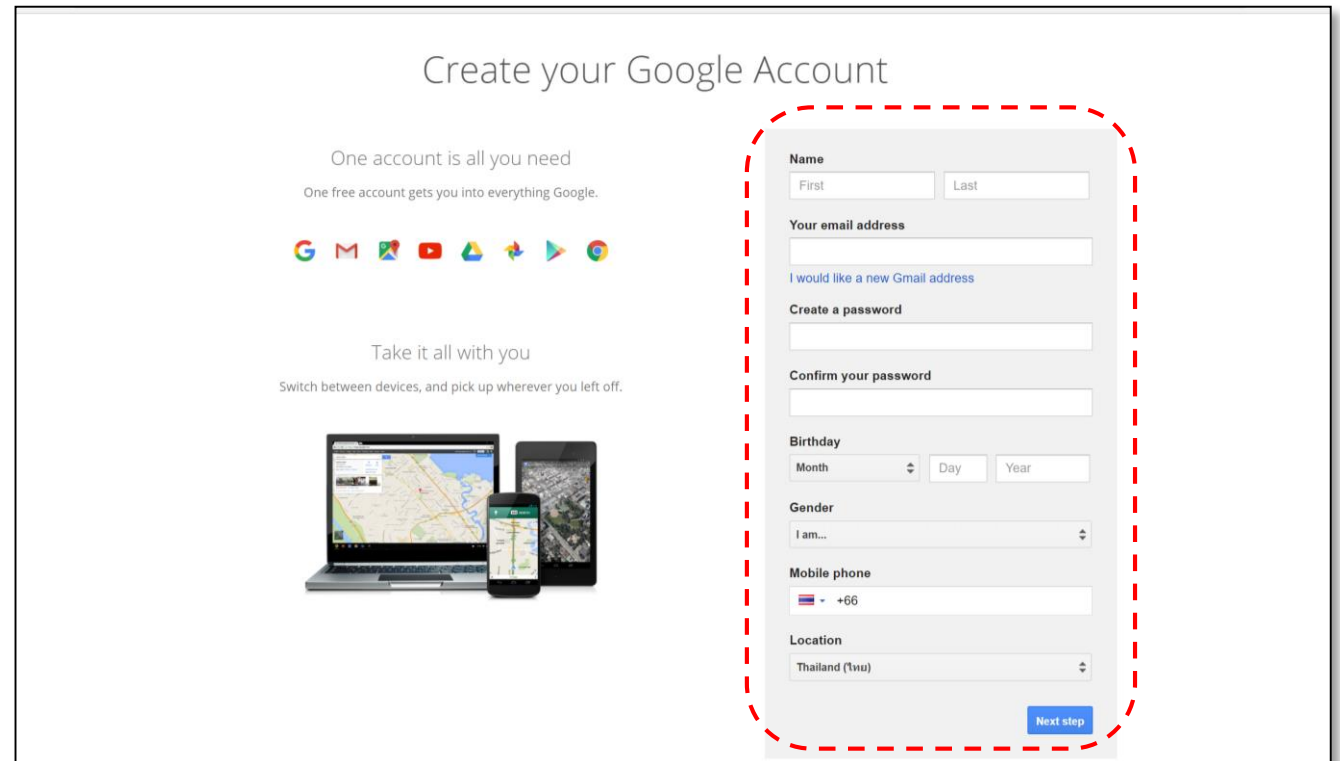 Create your Google Account
One account is all you need
One free account gets you into everything Google.
Take it all with you
Switch between devices, and pick up wherever you left off.
Name
First Last
Your email address
I would like a new Gmail address
Create a password
Confirm your password
Birthday
Month Day Year
Gender
I am...
Mobile phone
+66
Location
Thailand (ไทย)
Next step